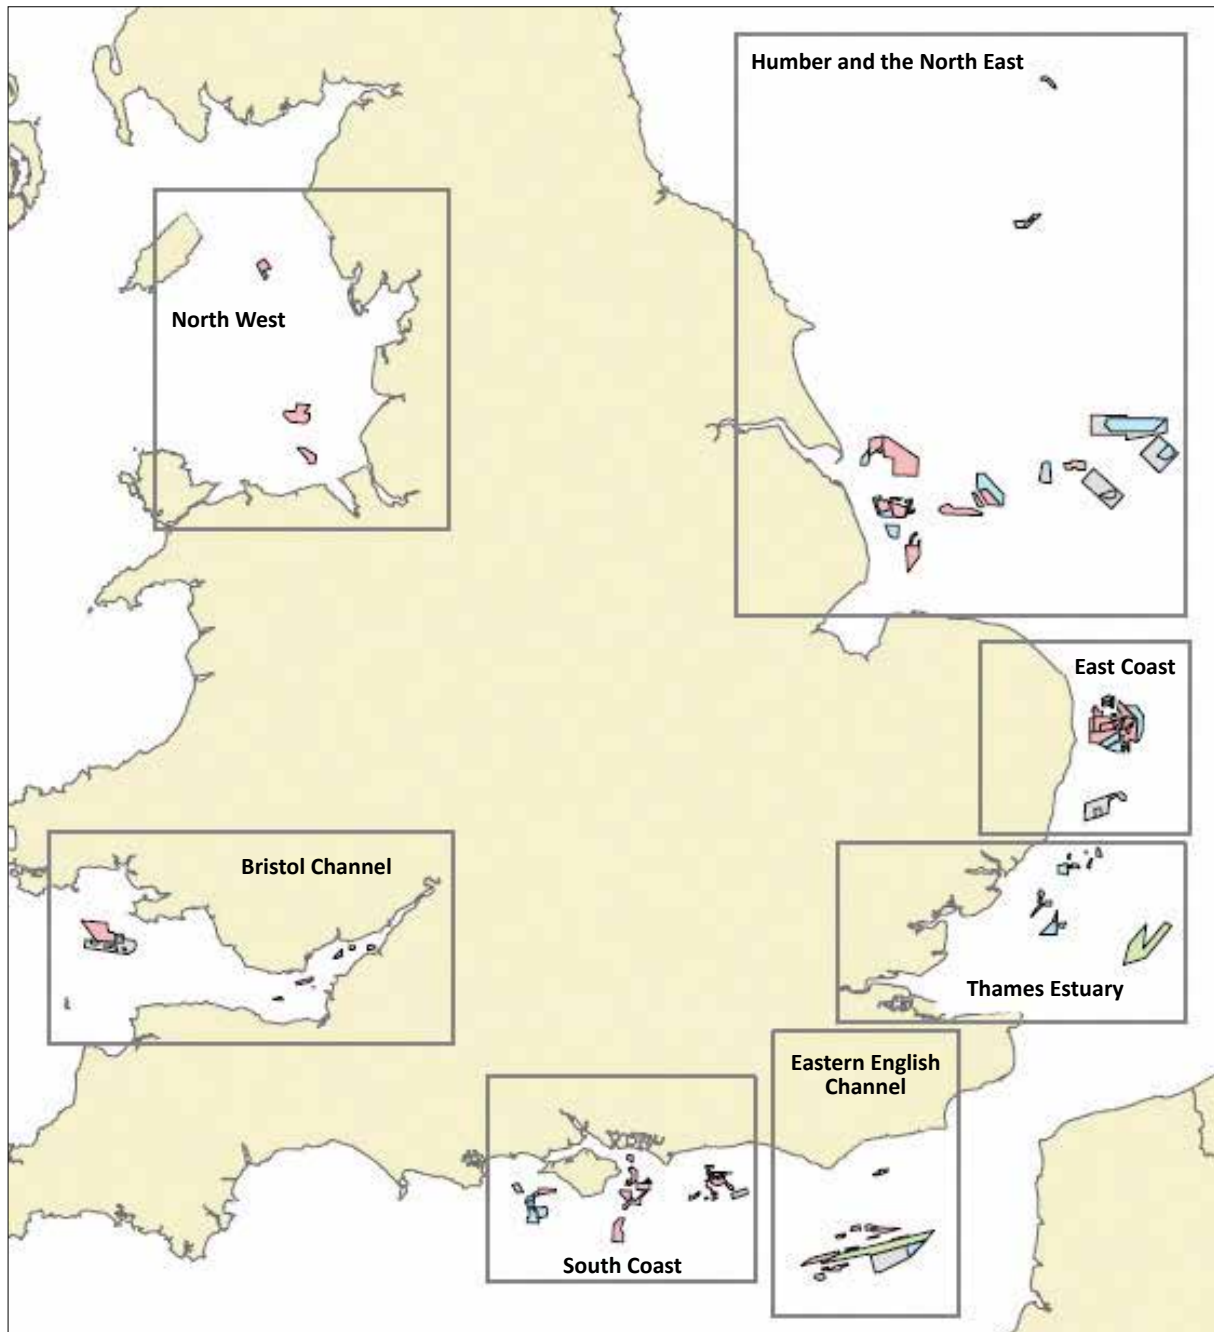 Humber and the North East
North West
East Coast
Bristol Channel
Thames Estuary
Eastern English
Channel
South Coast